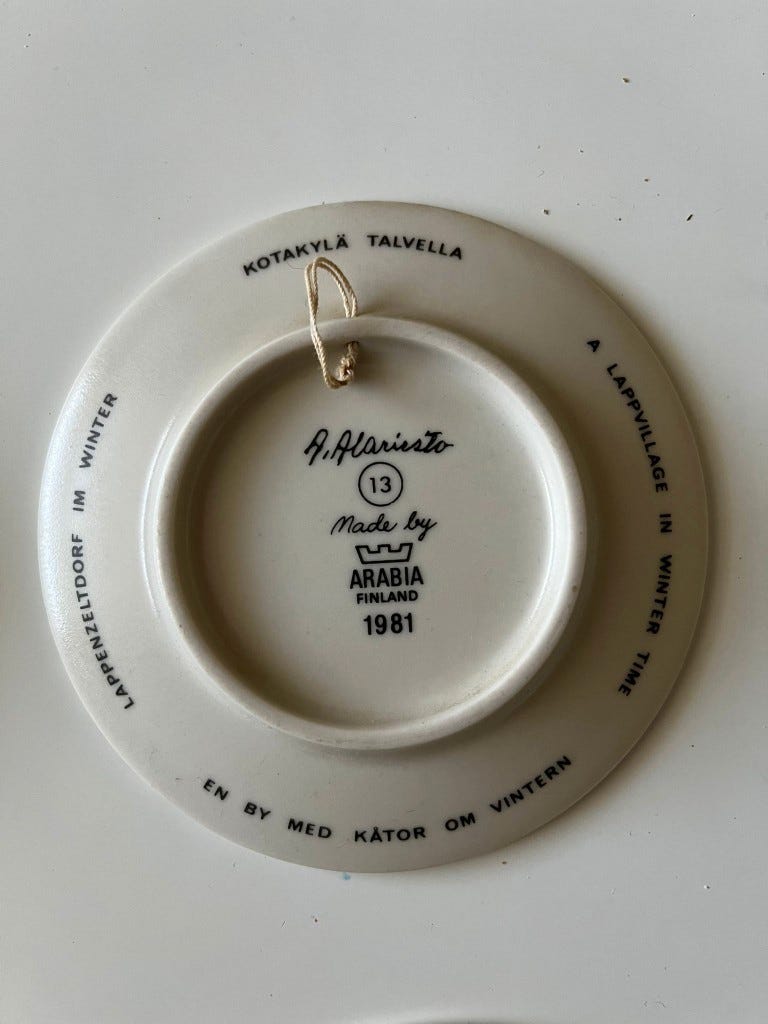 KOTAKYLÄ TALVELLA
A LAPPVILLAGE IN WINTER TIME
EN BY MED KÅTOR OM VINTERN
LAPPENZELTDORF IM WINTER
A. Alariesto
13
Made by
ARABIA
FINLAND
1981